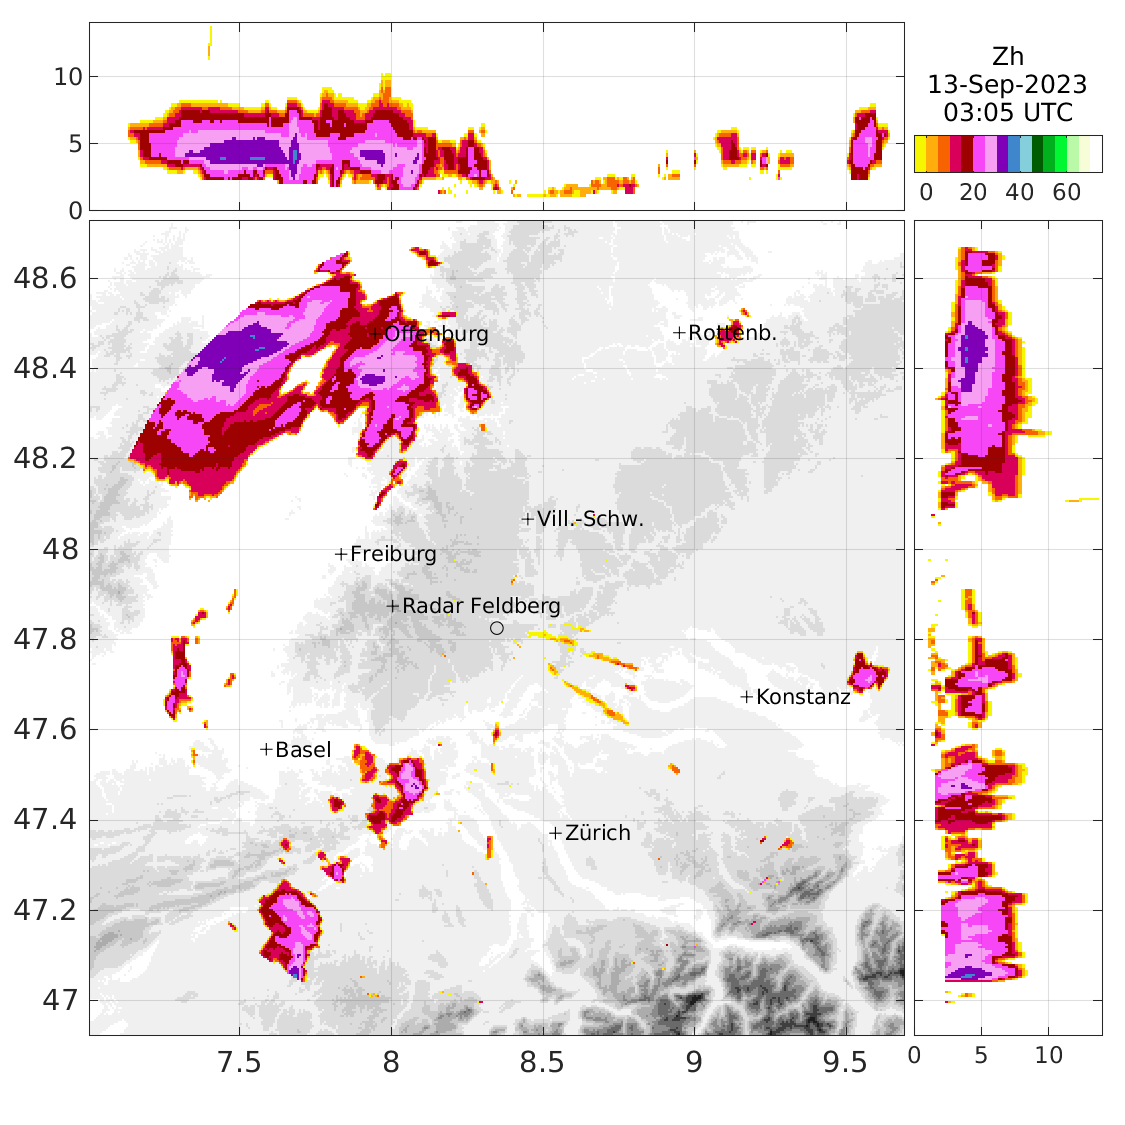 10
5
0
Zh
13-Sep-2023
03:05 UTC
0 20 40 60
48.6
48.4
48.2
48
47.8
47.6
47.4
47.2
47
Offenburg
Rottenb.
Vill.-Schw.
Freiburg
Radar Feldberg
Konstanz
Basel
Zürich
7.5 8 8.5 9 9.5
0 5 10